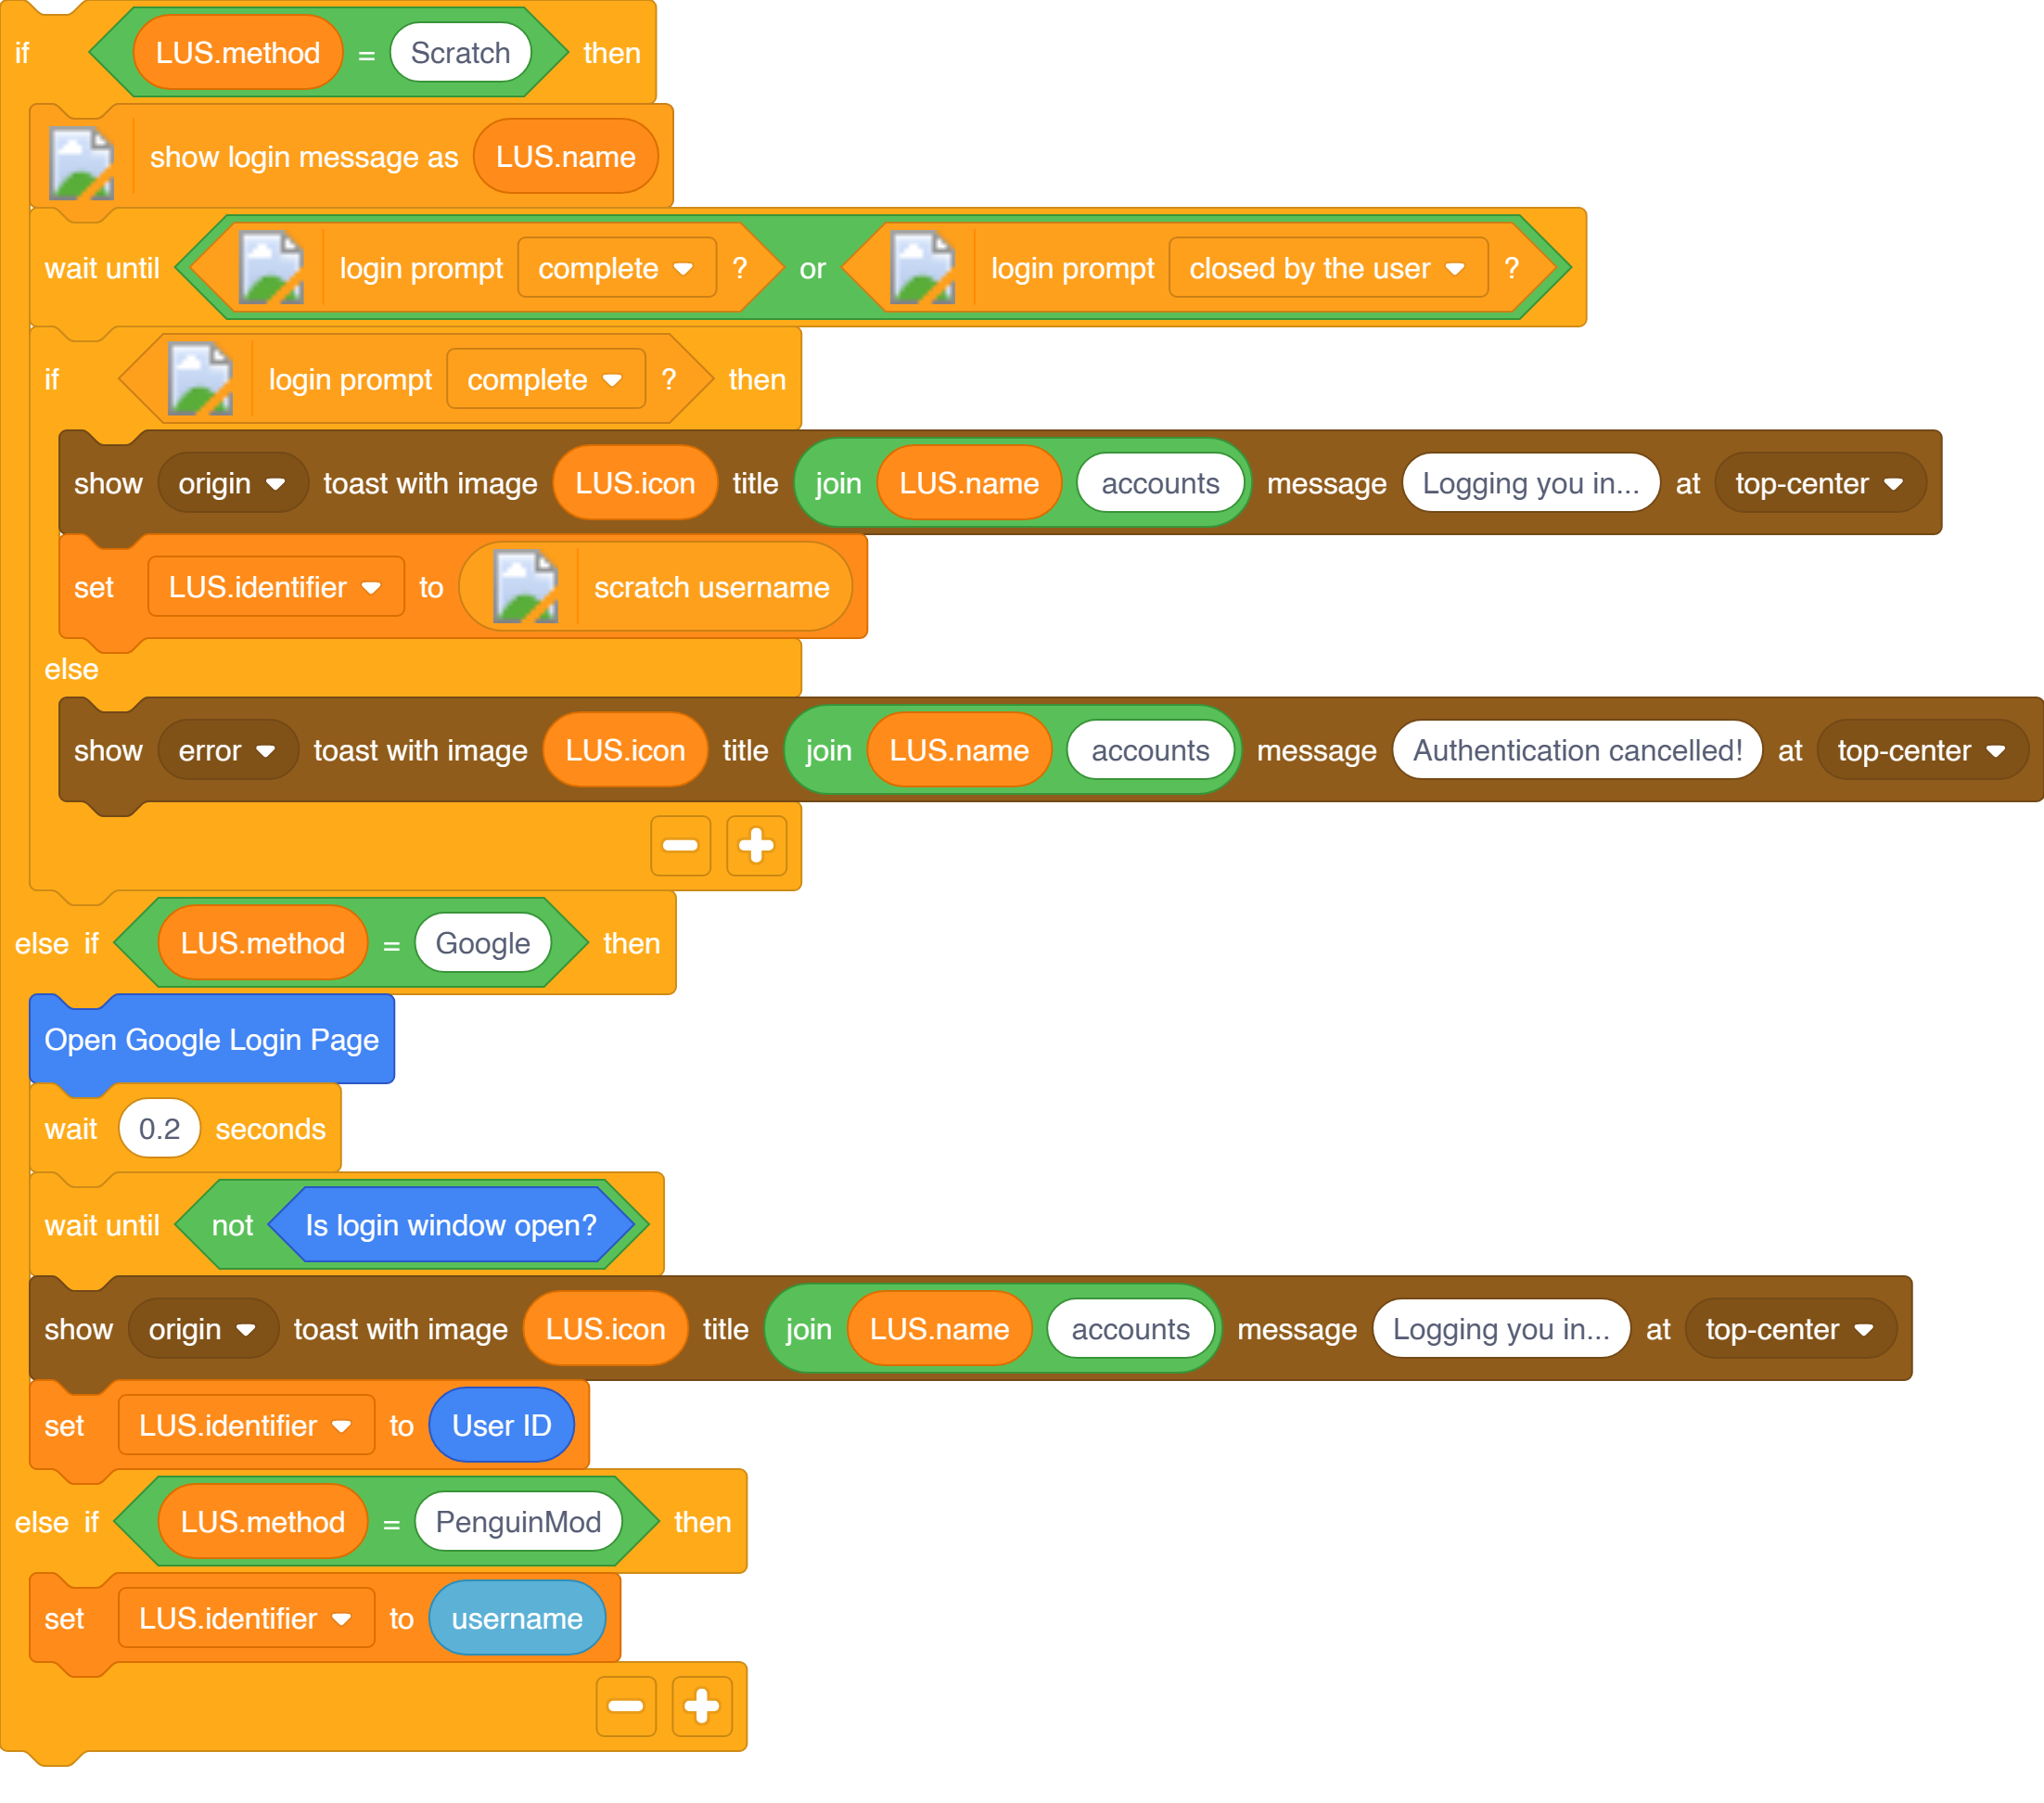 if LUS.method = Scratch then
show login message as LUS.name
wait until login prompt complete ? or login prompt closed by the user ?
if login prompt complete ? then
show origin toast with image LUS.icon title join LUS.name accounts message Logging you in... at top-center
set LUS.identifier to scratch username
else
show error toast with image LUS.icon title join LUS.name accounts message Authentication cancelled! at top-center
else if LUS.method = Google then
Open Google Login Page
wait 0.2 seconds
wait until not Is login window open?
show origin toast with image LUS.icon title join LUS.name accounts message Logging you in... at top-center
set LUS.identifier to User ID
else if LUS.method = PenguinMod then
set LUS.identifier to username